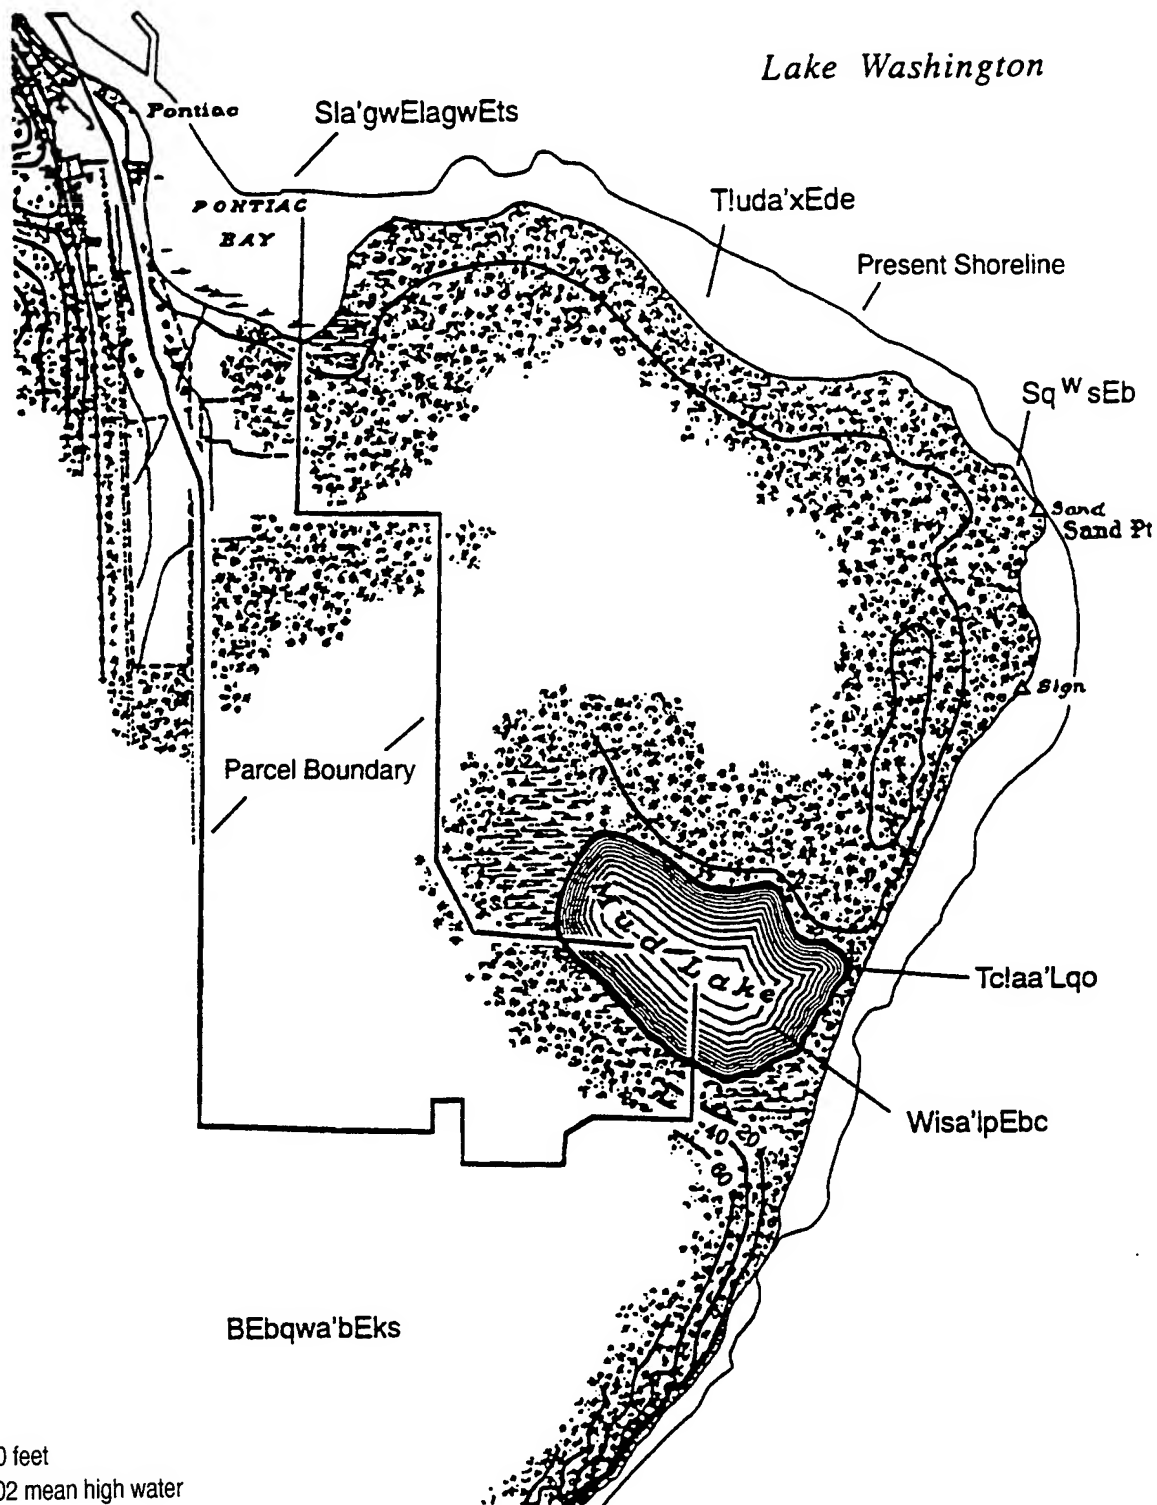 Lake Washington
Pontiac
Sla'gwElagwEts
PONTIAC
BAY
T!uda'xEde
Present Shoreline
Sq W sEb
Sand
Sand Pt
Sign
Parcel Boundary
Lake
Tc!aa'Lqo
Wisa'lpEbc
40
20
60
BEbqwa'bEks
0 feet
02 mean high water